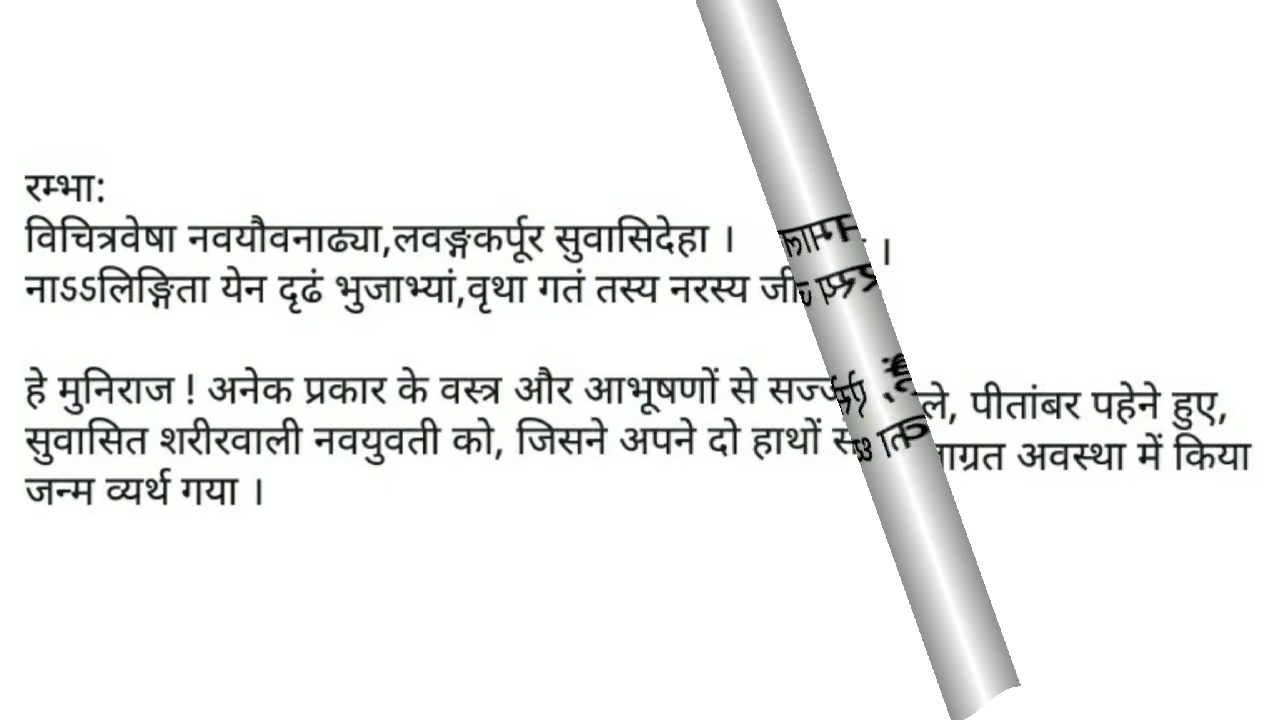 रम्भा:
विचित्रवेषा नवयौवनाढ्या,लवङ्गकर्पूर सुवासिदेहा ।
नाऽऽलिङ्गिता येन दृढं भुजाभ्यां,वृथा गतं तस्य नरस्य ।
हे मुनिराज ! अनेक प्रकार के वस्त्र और आभूषणों से पीतांबर पहेने हुए,
सुवासित शरीरवाली नवयुवती को, जिसने अपने दो हाथों अवस्था में किया
जन्म व्यर्थ गया ।